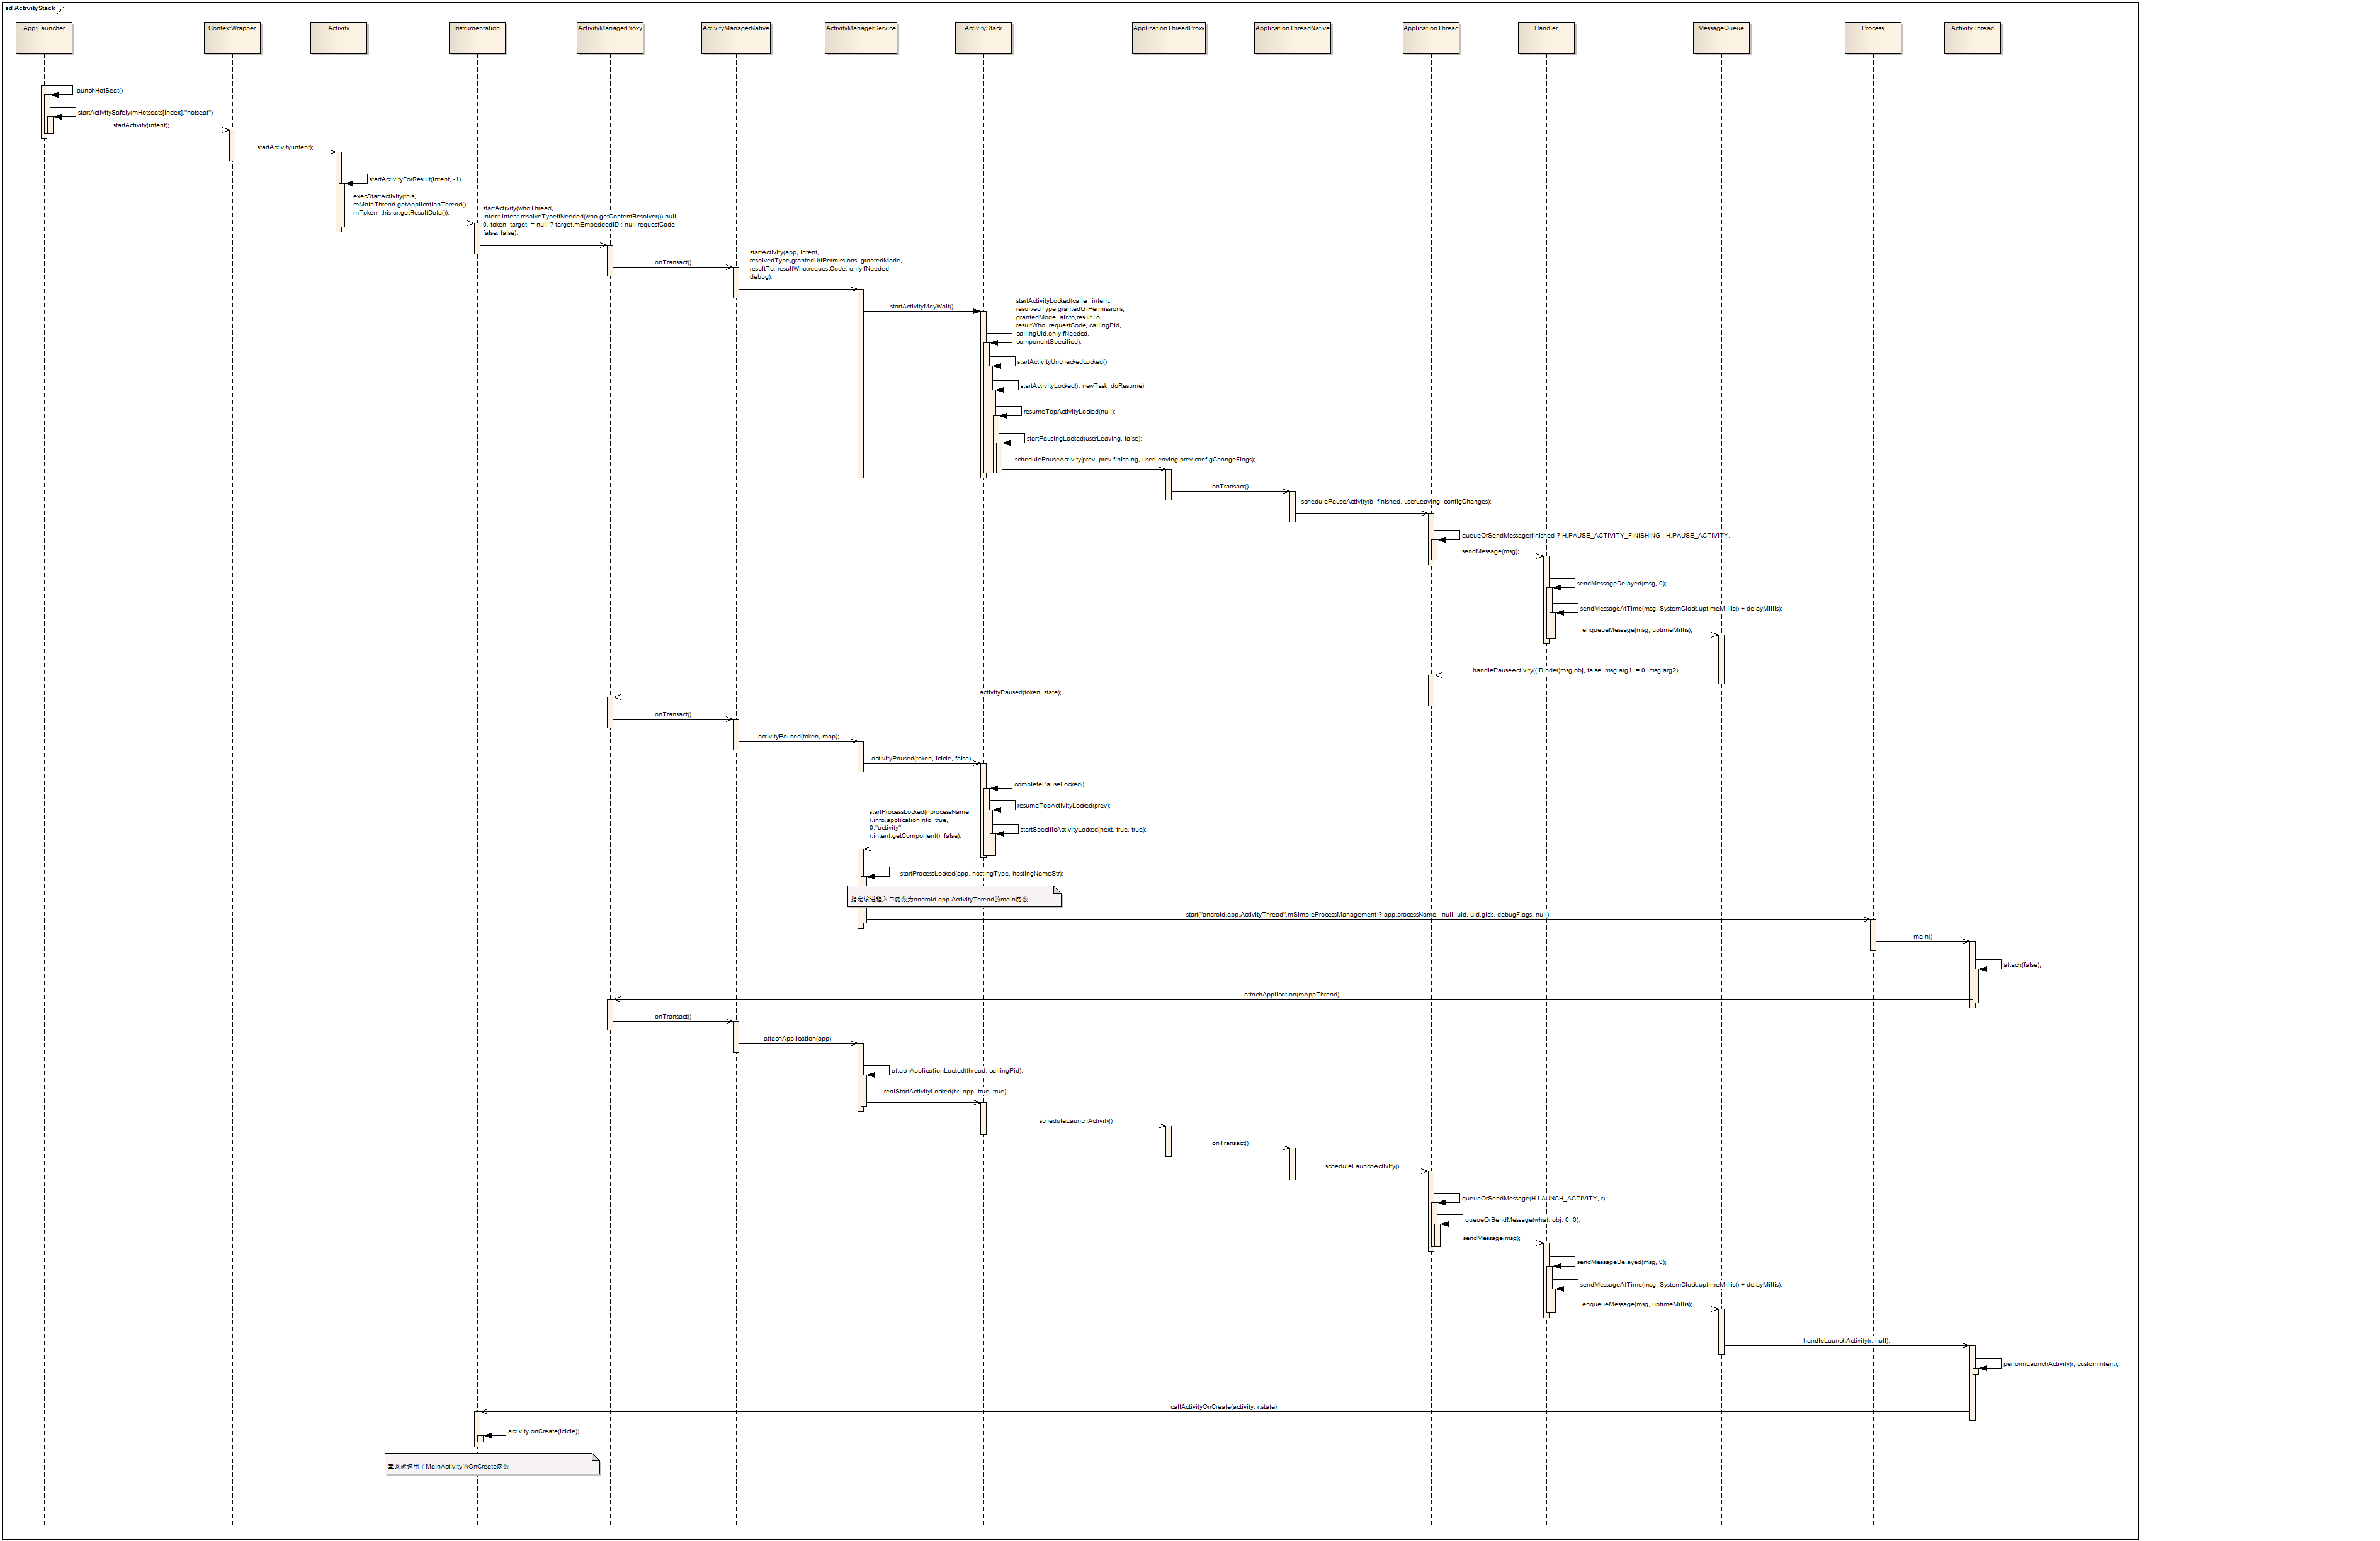 sd ActivityStack
App:Launcher
ContextWrapper
Activity
Instrumentation
ActivityManagerProxy
ActivityManagerNative
ActivityManagerService
ActivityStack
ApplicationThreadProxy
ApplicationThreadNative
ApplicationThread
Handler
MessageQueue
Process
ActivityThread
launchHotSeat()
startActivitySafely(mHotseats[index],"hotseat")
startActivity(intent);
startActivity(intent);
startActivityForResult(intent, -1);
execStartActivity(this,
mMainThread.getApplicationThread(),
mToken, this,ar.getResultData());
startActivity(whoThread,
intent,intent.resolveTypeIfNeeded(who.getContentResolver()),null,
0, token, target != null ? target.mEmbeddedID : null,requestCode,
false, false);
onTransact()
startActivity(app, intent,
resolvedType,grantedUriPermissions, grantedMode,
resultTo, resultWho,requestCode, onlyIfNeeded,
debug);
startActivityMayWait()
startActivityLocked(caller, intent,
resolvedType,grantedUriPermissions,
grantedMode, aInfo,resultTo,
resultWho, requestCode, callingPid,
callingUid,onlyIfNeeded,
componentSpecified);
startActivityUncheckedLocked()
startActivityLocked(r, newTask, doResume);
resumeTopActivityLocked(null);
startPausingLocked(userLeaving, false);
schedulePauseActivity(prev, prev.finishing, userLeaving,prev.configChangeFlags);
onTransact()
schedulePauseActivity(b, finished, userLeaving, configChanges);
queueOrSendMessage(finished ? H.PAUSE_ACTIVITY_FINISHING : H.PAUSE_ACTIVITY,
sendMessage(msg);
sendMessageDelayed(msg, 0);
sendMessageAtTime(msg, SystemClock.uptimeMillis() + delayMillis);
enqueueMessage(msg, uptimeMillis);
handlePauseActivity((IBinder)msg.obj, false, msg.arg1 != 0, msg.arg2);
activityPaused(token, state);
onTransact()
activityPaused(token, map);
activityPaused(token, icicle, false);
completePauseLocked();
resumeTopActivityLocked(prev);
startProcessLocked(r.processName,
r.info.applicationInfo, true,
0,"activity",
r.intent.getComponent(), false);
startSpecificActivityLocked(next, true, true);
startProcessLocked(app, hostingType, hostingNameStr);
指定该进程入口函数为android.app.ActivityThread的main函数
start("android.app.ActivityThread",mSimpleProcessManagement ? app.processName : null, uid, uid,gids, debugFlags, null);
main()
attach(false);
attachApplication(mAppThread);
onTransact()
attachApplication(app);
attachApplicationLocked(thread, callingPid);
realStartActivityLocked(hr, app, true, true)
scheduleLaunchActivity()
onTransact()
scheduleLaunchActivity()
queueOrSendMessage(H.LAUNCH_ACTIVITY, r);
queueOrSendMessage(what, obj, 0, 0);
sendMessage(msg);
sendMessageDelayed(msg, 0);
sendMessageAtTime(msg, SystemClock.uptimeMillis() + delayMillis);
enqueueMessage(msg, uptimeMillis);
handleLaunchActivity(r, null);
performLaunchActivity(r, customIntent);
callActivityOnCreate(activity, r.state);
activity.onCreate(icicle);
至此就调用了MainActivity的OnCreate函数